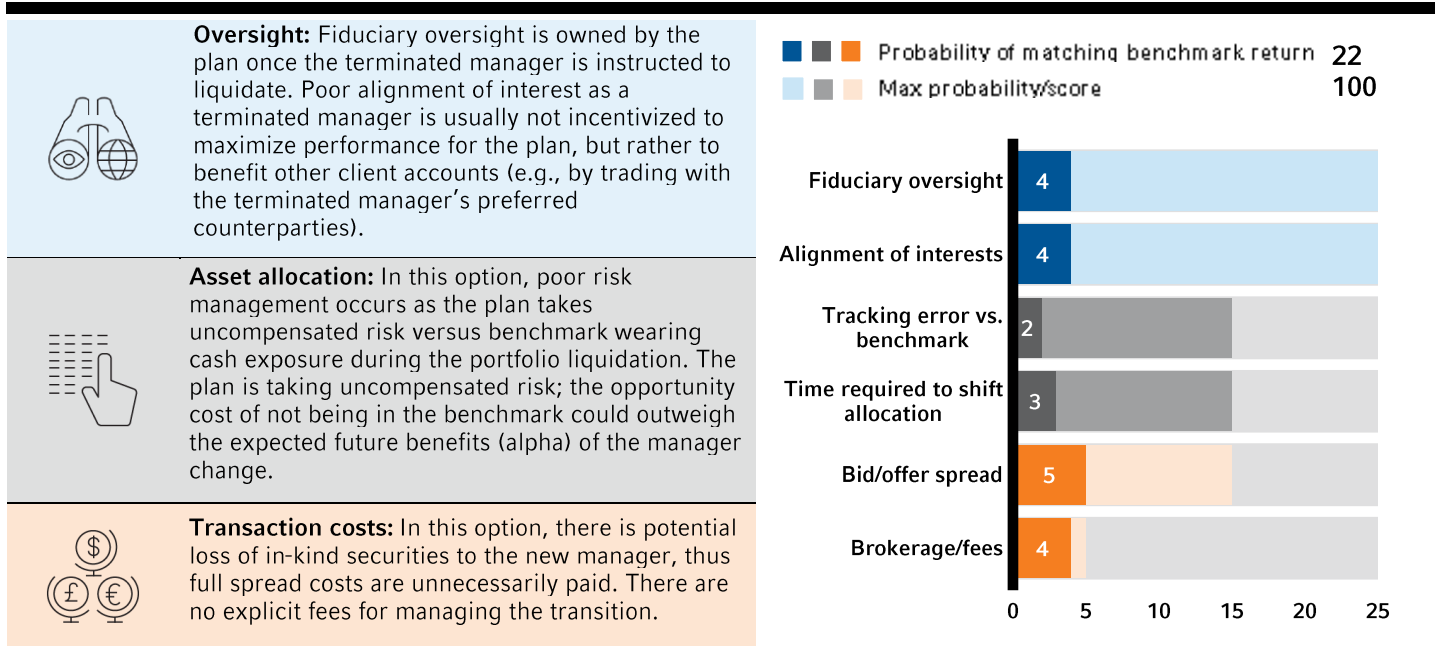 Oversight: Fiduciary oversight is owned by the
plan once the terminated manager is instructed to
liquidate. Poor alignment of interest as a
terminated manager is usually not incentivized to
maximize performance for the plan, but rather to
benefit other client accounts (e.g., by trading with
the terminated manager’s preferred
counterparties).
Asset allocation: In this option, poor risk
management occurs as the plan takes
uncompensated risk versus benchmark wearing
cash exposure during the portfolio liquidation. The
plan is taking uncompensated risk; the opportunity
cost of not being in the benchmark could outweigh
the expected future benefits (alpha) of the manager
change.
$
£ €
Transaction costs: In this option, there is potential
loss of in-kind securities to the new manager, thus
full spread costs are unnecessarily paid. There are
no explicit fees for managing the transition.
Probability of matching benchmark return 22
Max probability/score 100
Fiduciary oversight 4
Alignment of interests 4
Tracking error vs.
benchmark 2
Time required to shift
allocation 3
Bid/offer spread 5
Brokerage/fees 4
0 5 10 15 20 25